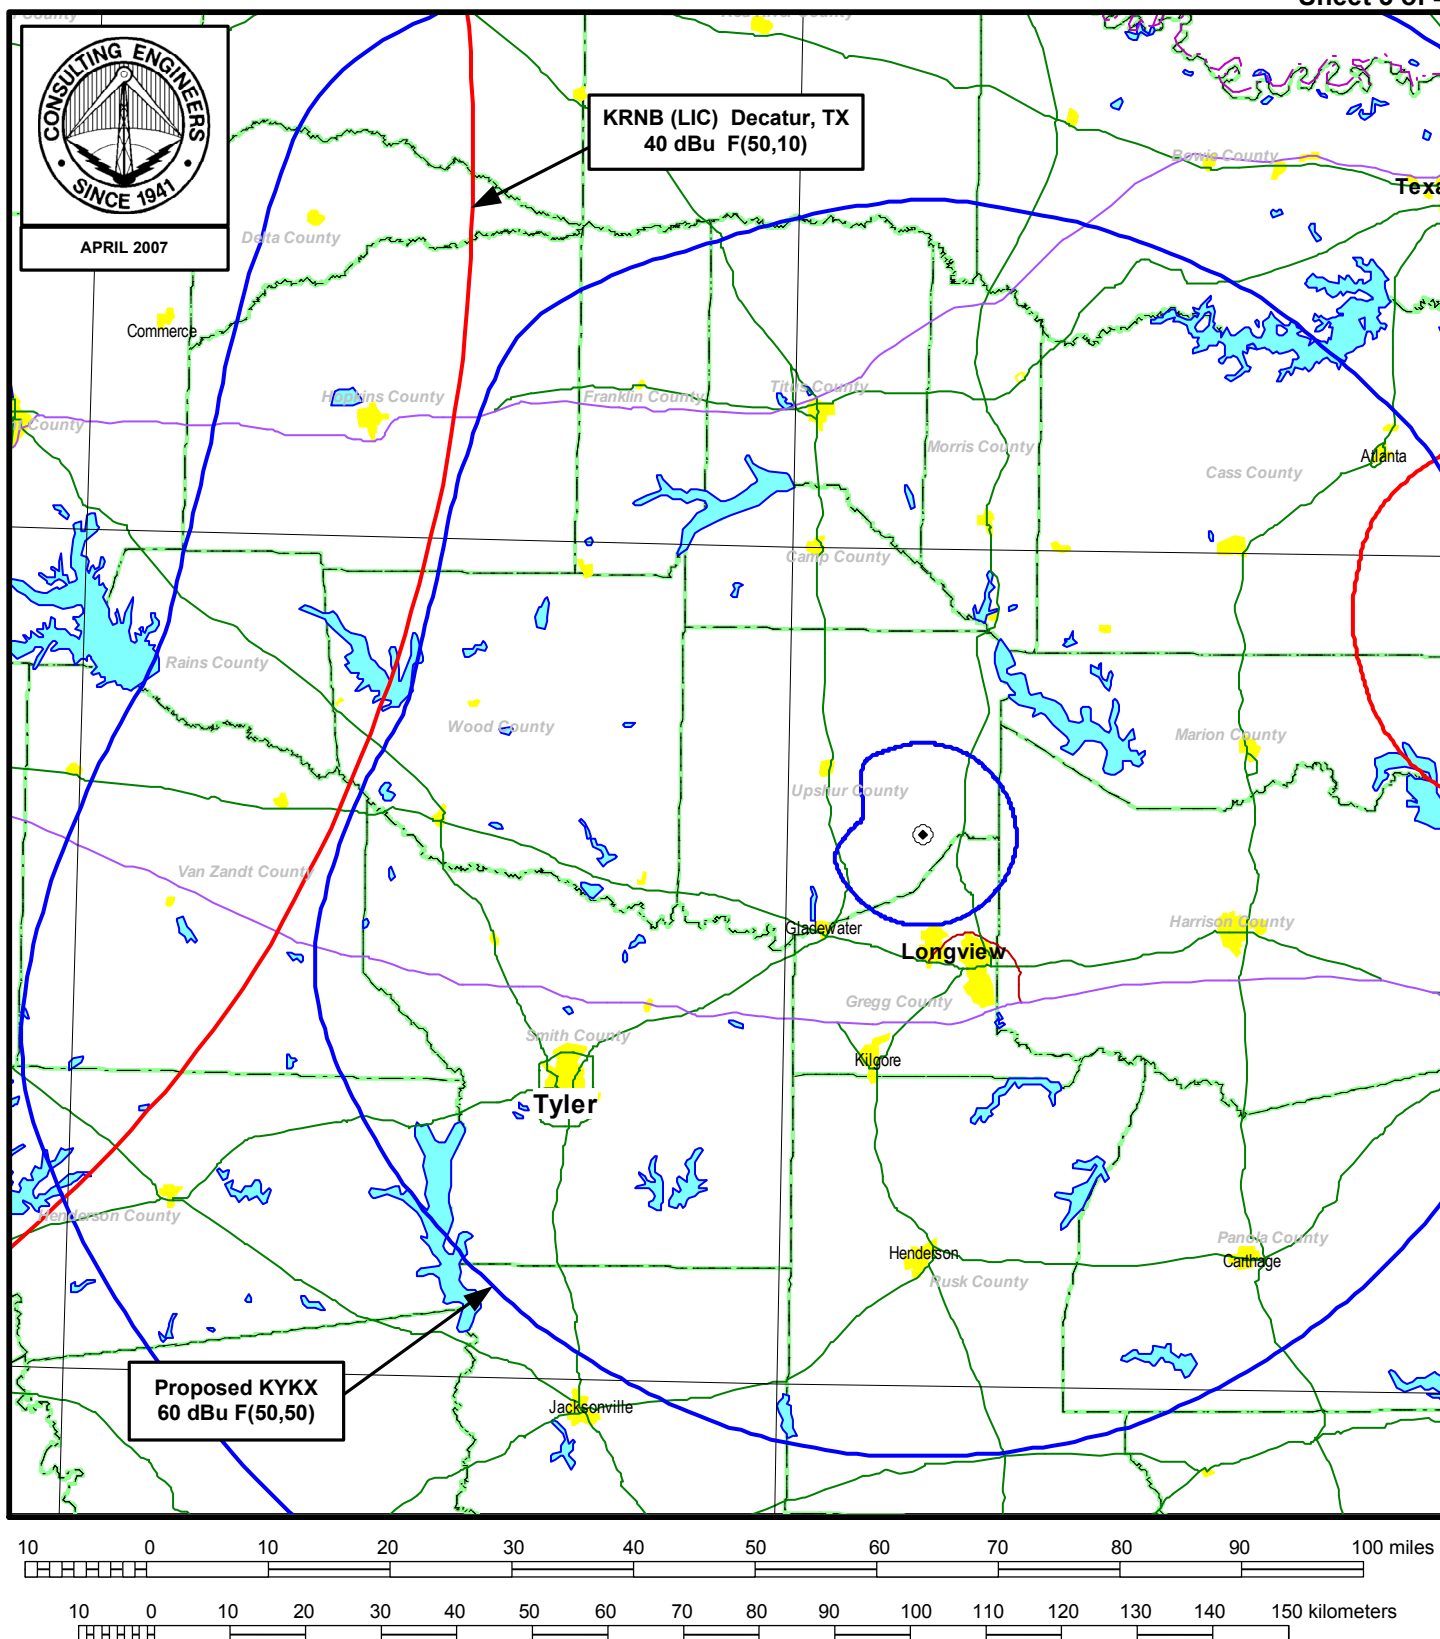 CONSULTING ENGINEERS
• SINCE 1941 •
APRIL 2007
KRNB (LIC) Decatur, TX
40 dBu F(50,10)
Bowie County
Delta County
Commerce
Hopkins County
Franklin County
Titus County
County
Morris County
Atlanta
Cass County
Camp County
Rains County
Wood County
Marion County
Upshur County
Van Zandt County
Gladewater
Harrison County
Longview
Gregg County
Smith County
Kilgore
Tyler
Henderson County
Panola County
Henderson
Carthage
Rusk County
Proposed KYKX
60 dBu F(50,50)
Jacksonville
10 0 10 20 30 40 50 60 70 80 90 100 miles
10 0 10 20 30 40 50 60 70 80 90 100 110 120 130 140 150 kilometers